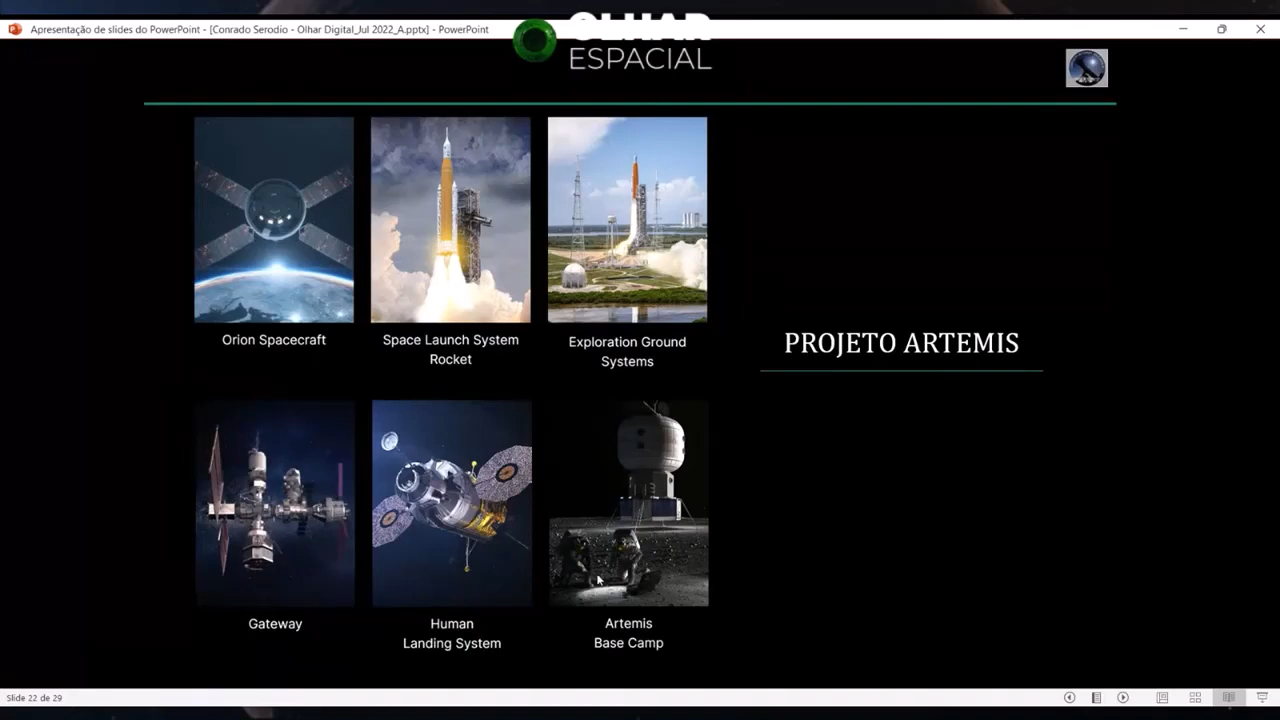 Apresentação de slides do PowerPoint - [Conrado Serodio - Olhar Digital_Jul 2022_A.pptx] - PowerPoint
OLHAR
ESPACIAL
Orion Spacecraft
Space Launch System
Rocket
Exploration Ground
Systems
PROJETO ARTEMIS
Gateway
Human
Landing System
Artemis
Base Camp
Slide 22 de 29